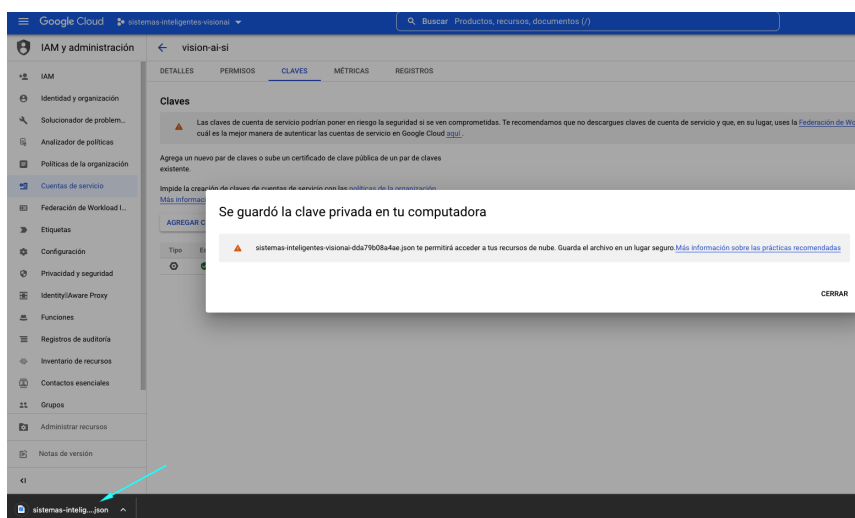 Google Cloud
sistemas-inteligentes-visionai
Buscar Productos, recursos, documentos (/)
IAM y administración
vision-ai-si
IAM
Identidad y organización
Solucionador de problem...
Analizador de políticas
Políticas de la organización
Cuentas de servicio
Federación de Workload I...
Etiquetas
Configuración
Privacidad y seguridad
Identity-Aware Proxy
Funciones
Registros de auditoría
Inventario de recursos
Contactos esenciales
Grupos
Administrar recursos
Notas de versión
DETALLES PERMISOS CLAVES MÉTRICAS REGISTROS
Claves
Las claves de cuenta de servicio podrían poner en riesgo la seguridad si se ven comprometidas. Te recomendamos que no descargues claves de cuenta de servicio y que, en su lugar, uses la Federación de Wo
cuál es la mejor manera de autenticar las cuentas de servicio en Google Cloud aquí .
Agrega un nuevo par de claves o sube un certificado de clave pública de un par de claves
existente.
Impide la creación de claves de cuentas de servicio con las políticas de la organización
Más informaci
AGREGAR C
Tipo Es
Se guardó la clave privada en tu computadora
sistemas-inteligentes-visionai-dda79b08a4ae.json te permitirá acceder a tus recursos de nube. Guarda el archivo en un lugar seguro.Más información sobre las prácticas recomendadas
CERRAR
sistemas-intelig....json